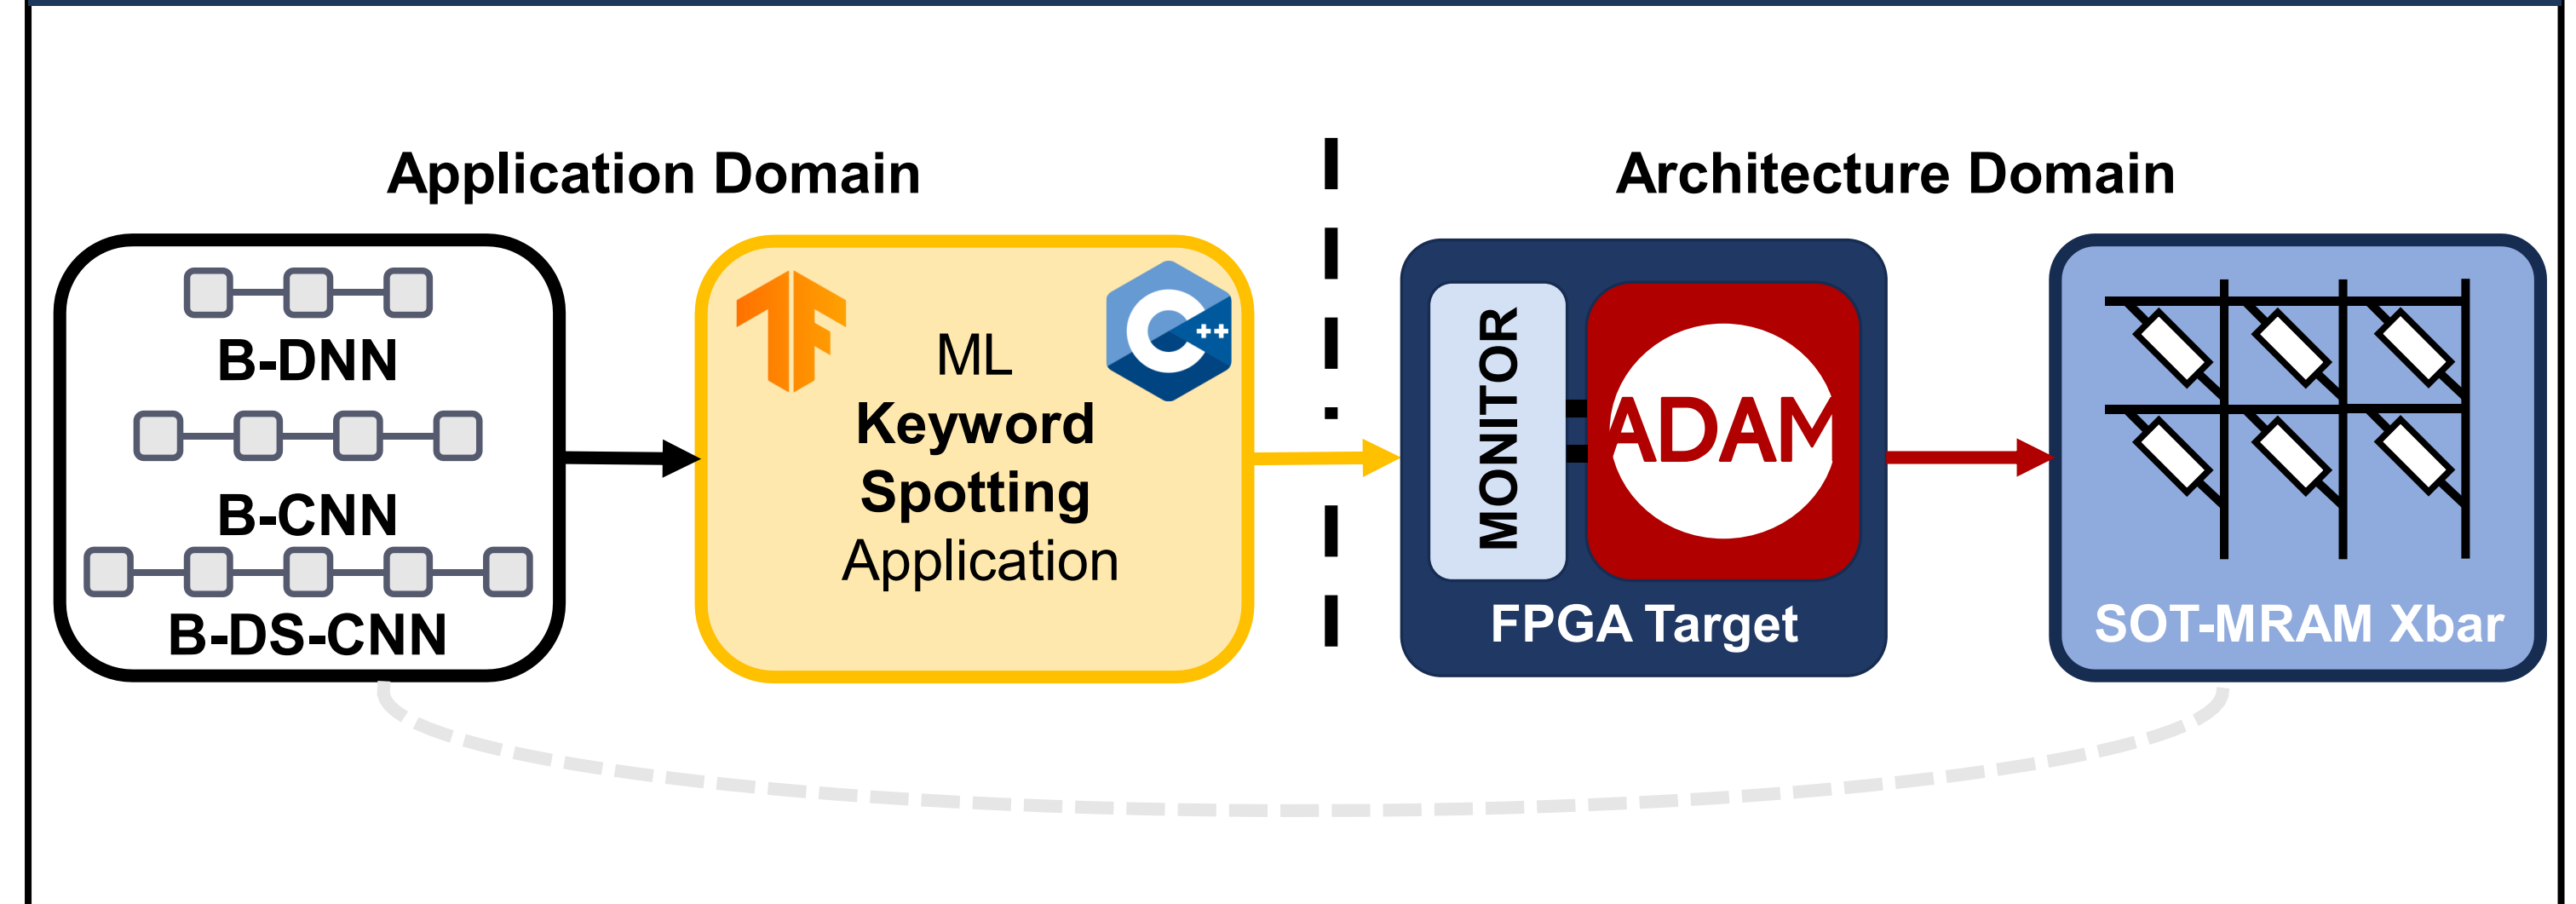 Application Domain
Architecture Domain
B-DNN
B-CNN
B-DS-CNN
ML
Keyword
Spotting
Application
C++
MONITOR
ADAM
FPGA Target
SOT-MRAM Xbar